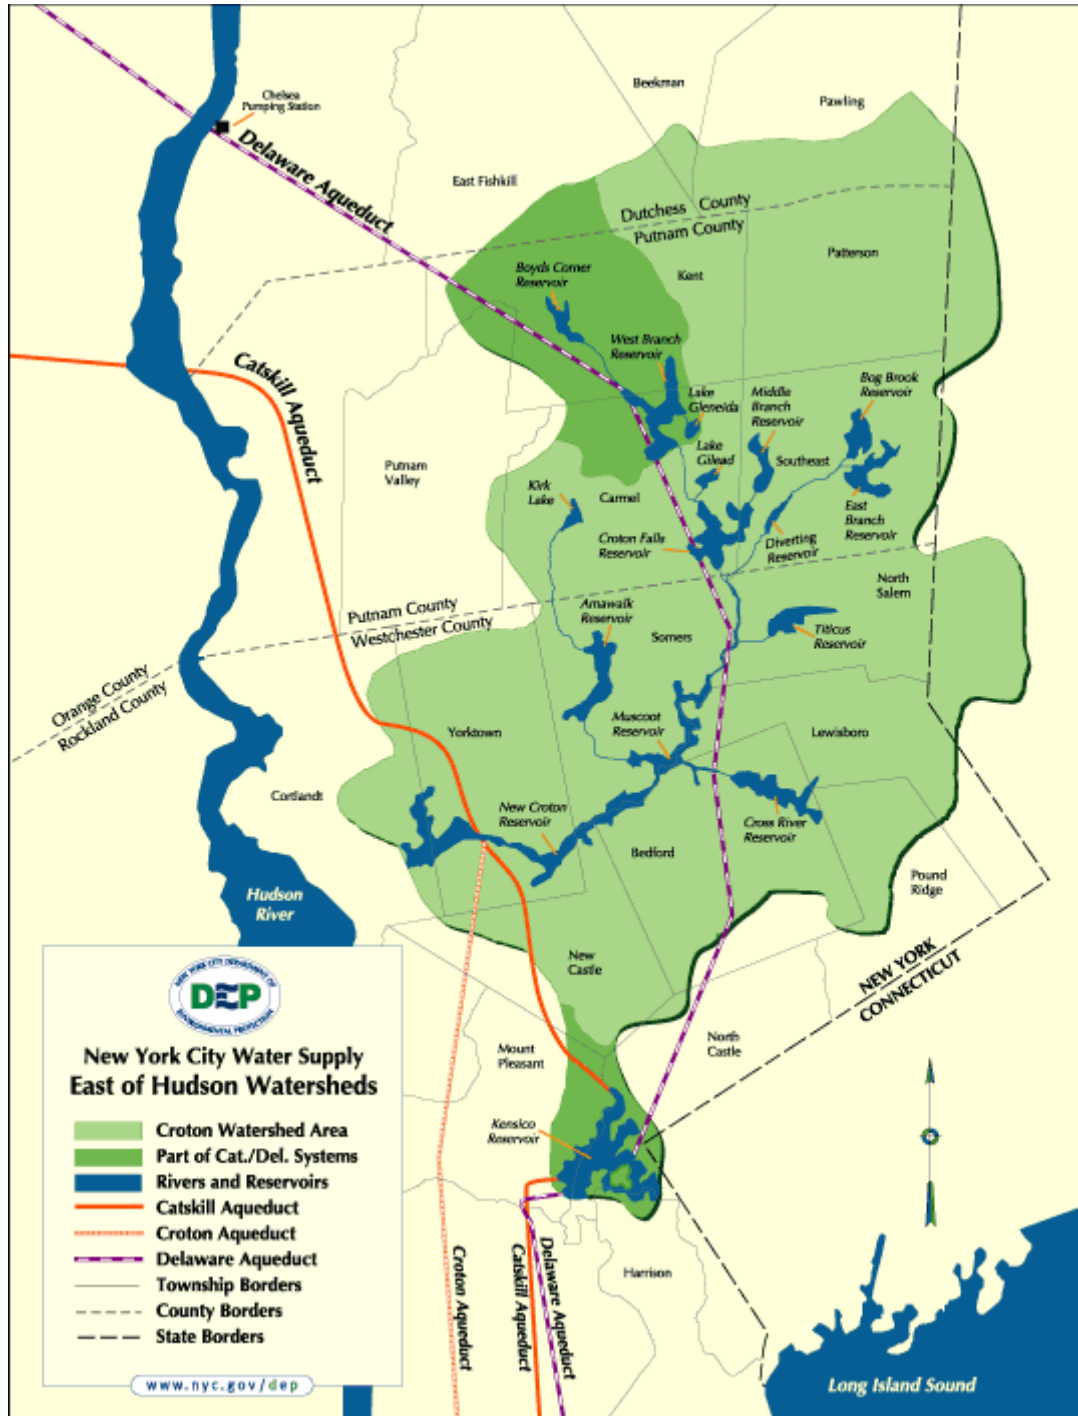 Beekman
Pawling
Chelsea
Pumping Station
Delaware Aqueduct
East Fishkill
Dutchess County
Putnam County
Patterson
Kent
Boyds Corner
Reservoir
West Branch
Reservoir
Catskill Aqueduct
Lake
Gleneida
Middle
Branch
Reservoir
Bog Brook
Reservoir
Putnam
Valley
Lake
Gilead
Southeast
Kirk
Lake
Carmel
East
Branch
Reservoir
Croton Falls
Reservoir
Diverting
Reservoir
North
Salem
Putnam County
Westchester County
Amawalk
Reservoir
Somers
Titicus
Reservoir
Orange County
Rockland County
Yorktown
Muscoot
Reservoir
Lewisboro
Cortlandt
New Croton
Reservoir
Cross River
Reservoir
Bedford
Pound
Ridge
Hudson
River
New
Castle
NEW YORK
CONNECTICUT
North
Castle
Mount
Pleasant
Kensico
Reservoir
Harrison
Croton Aqueduct
Catskill Aqueduct
Delaware Aqueduct
Long Island Sound
NEW YORK CITY DEPARTMENT OF
DEP
ENVIRONMENTAL PROTECTION
New York City Water Supply
East of Hudson Watersheds
Croton Watershed Area
Part of Cat./Del. Systems
Rivers and Reservoirs
Catskill Aqueduct
Croton Aqueduct
Delaware Aqueduct
Township Borders
County Borders
State Borders
www.nyc.gov/dep